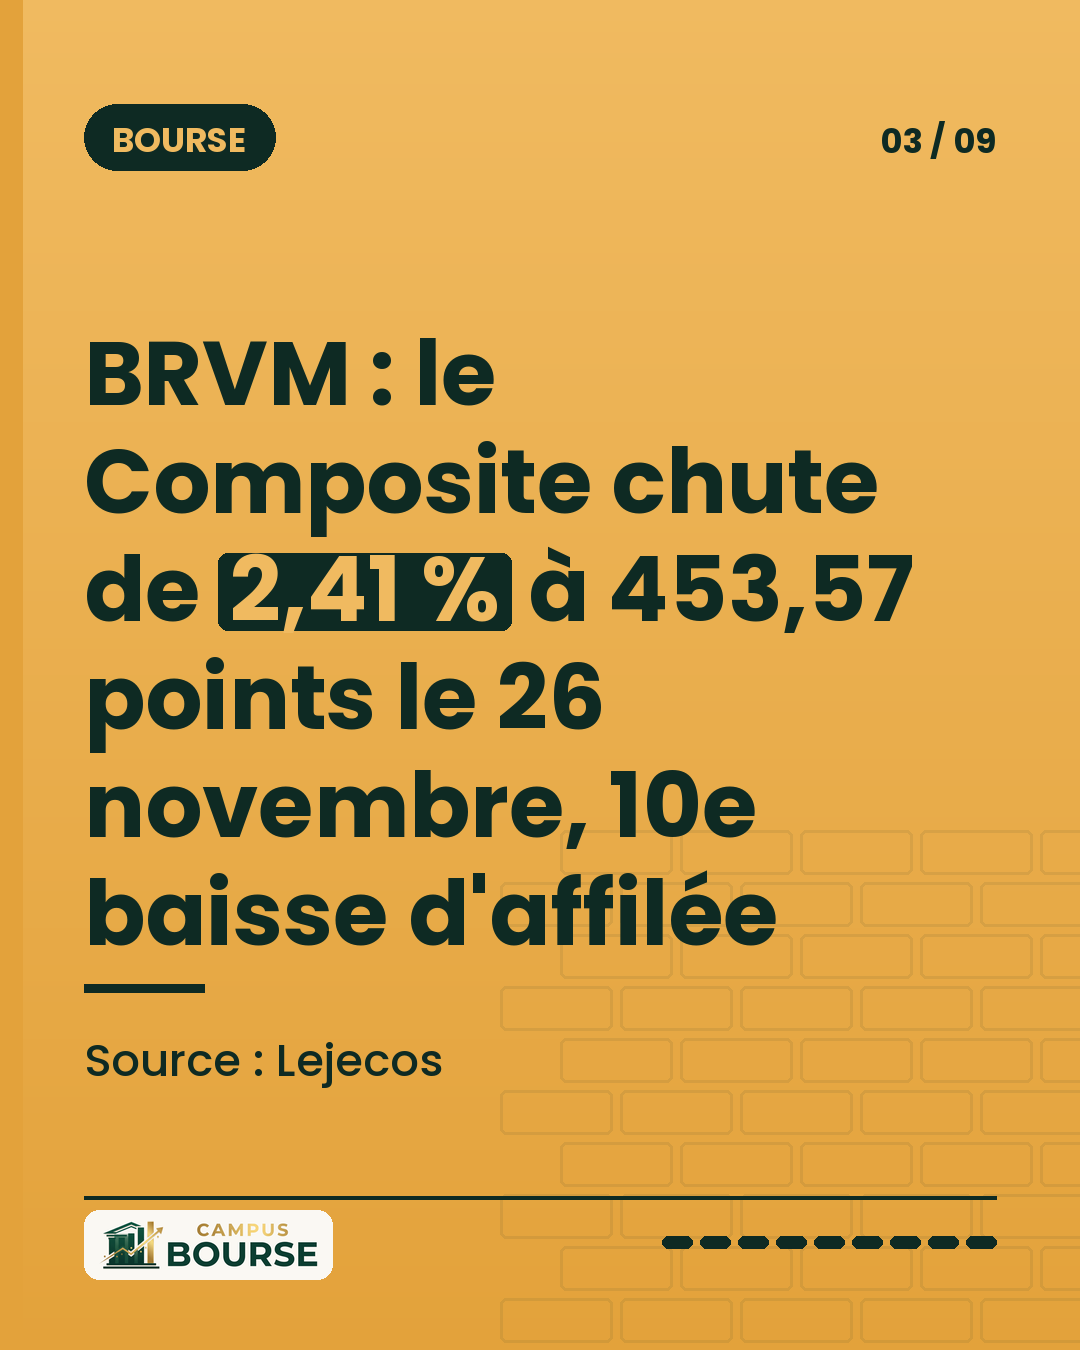 BOURSE
03 / 09
BRVM : le
Composite chute
de 2,41 % à 453,57
points le 26
novembre, 10e
baisse d'affilée
Source : Lejecos
CAMPUS
BOURSE